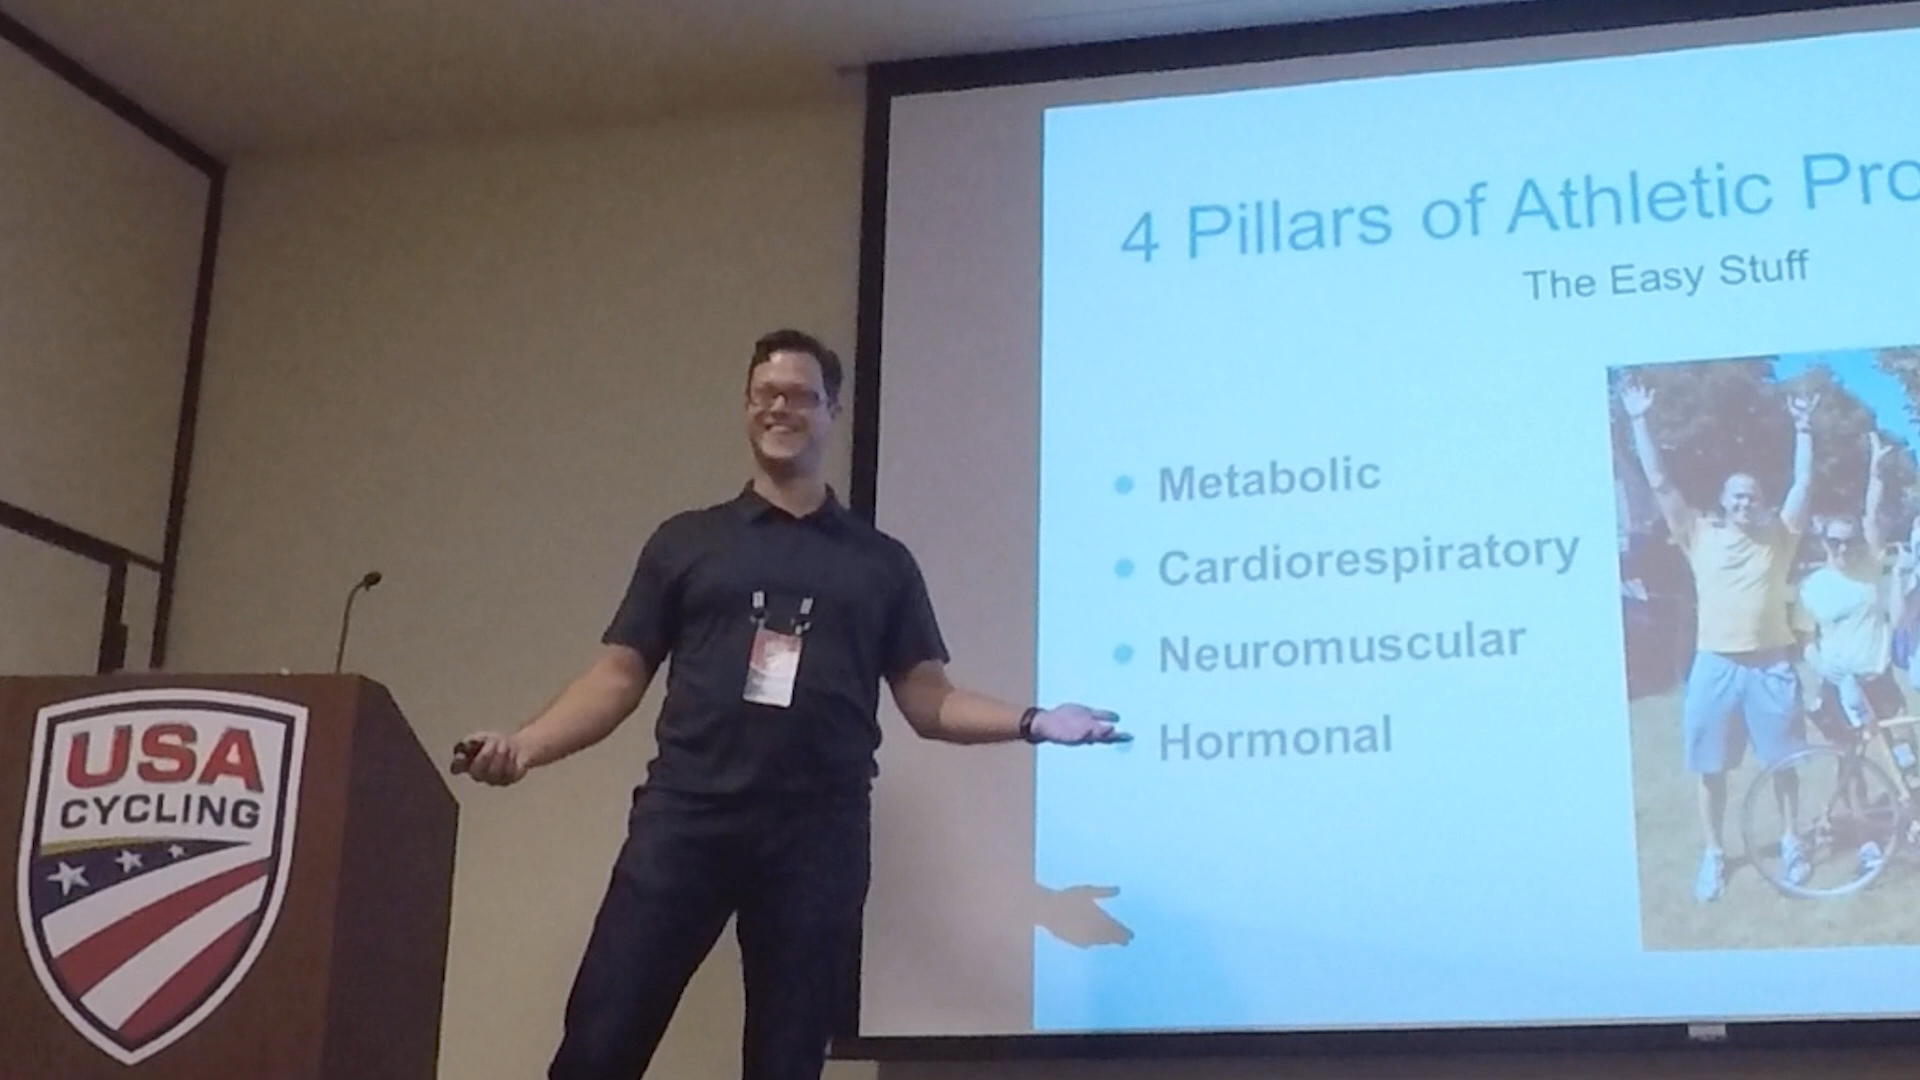 4 Pillars of Athletic Pro
The Easy Stuff
Metabolic
Cardiorespiratory
Neuromuscular
Hormonal
USA
CYCLING